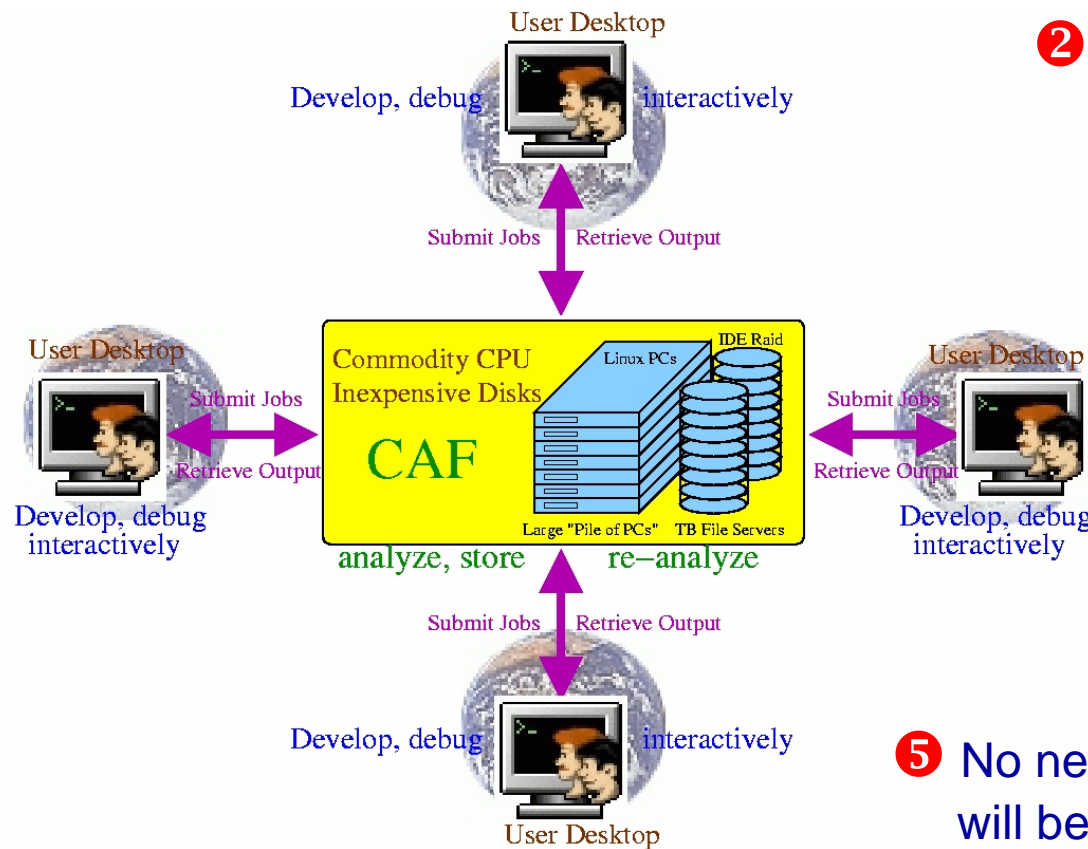 User Desktop
❷
Develop, debug interactively
>_
Submit Jobs Retrieve Output
User Desktop
>_
Submit Jobs
Retrieve Output
Develop, debug
interactively
Commodity CPU
Inexpensive Disks
CAF
Linux PCs
IDE Raid
Large "Pile of PCs" TB File Servers
analyze, store re-analyze
User Desktop
>_
Submit Jobs
Retrieve Output
Develop, debug
interactively
Submit Jobs Retrieve Output
>_
Develop, debug interactively
User Desktop
❺ No ne
will be